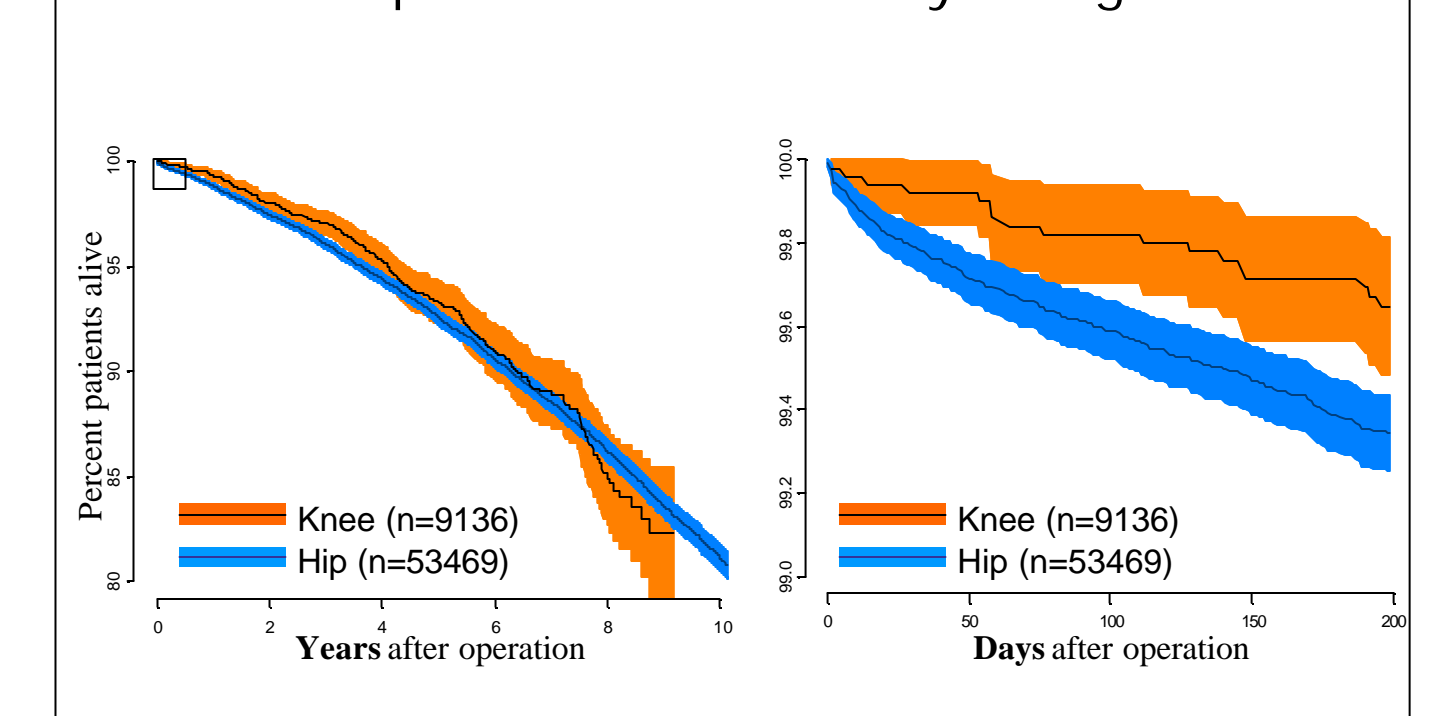 100
95
90
85
80
Percent patients alive
Knee (n=9136)
Hip (n=53469)
0 2 4 6 8 10
Years after operation
100.0
99.8
99.6
99.4
99.2
99.0
Knee (n=9136)
Hip (n=53469)
0 50 100 150 200
Days after operation